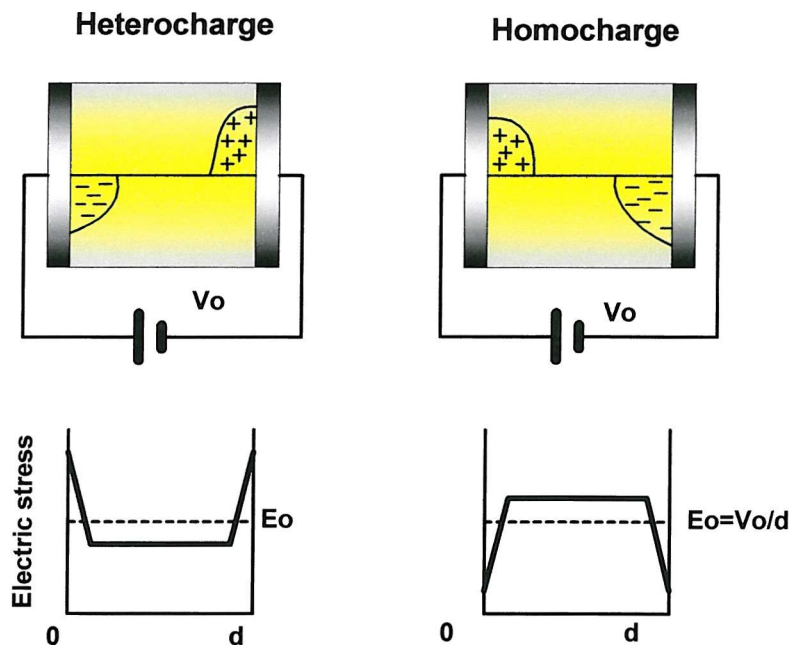 Heterocharge
Homocharge
Vo
Vo
Electric stress
Eo
Eo=Vo/d
0
d
0
d